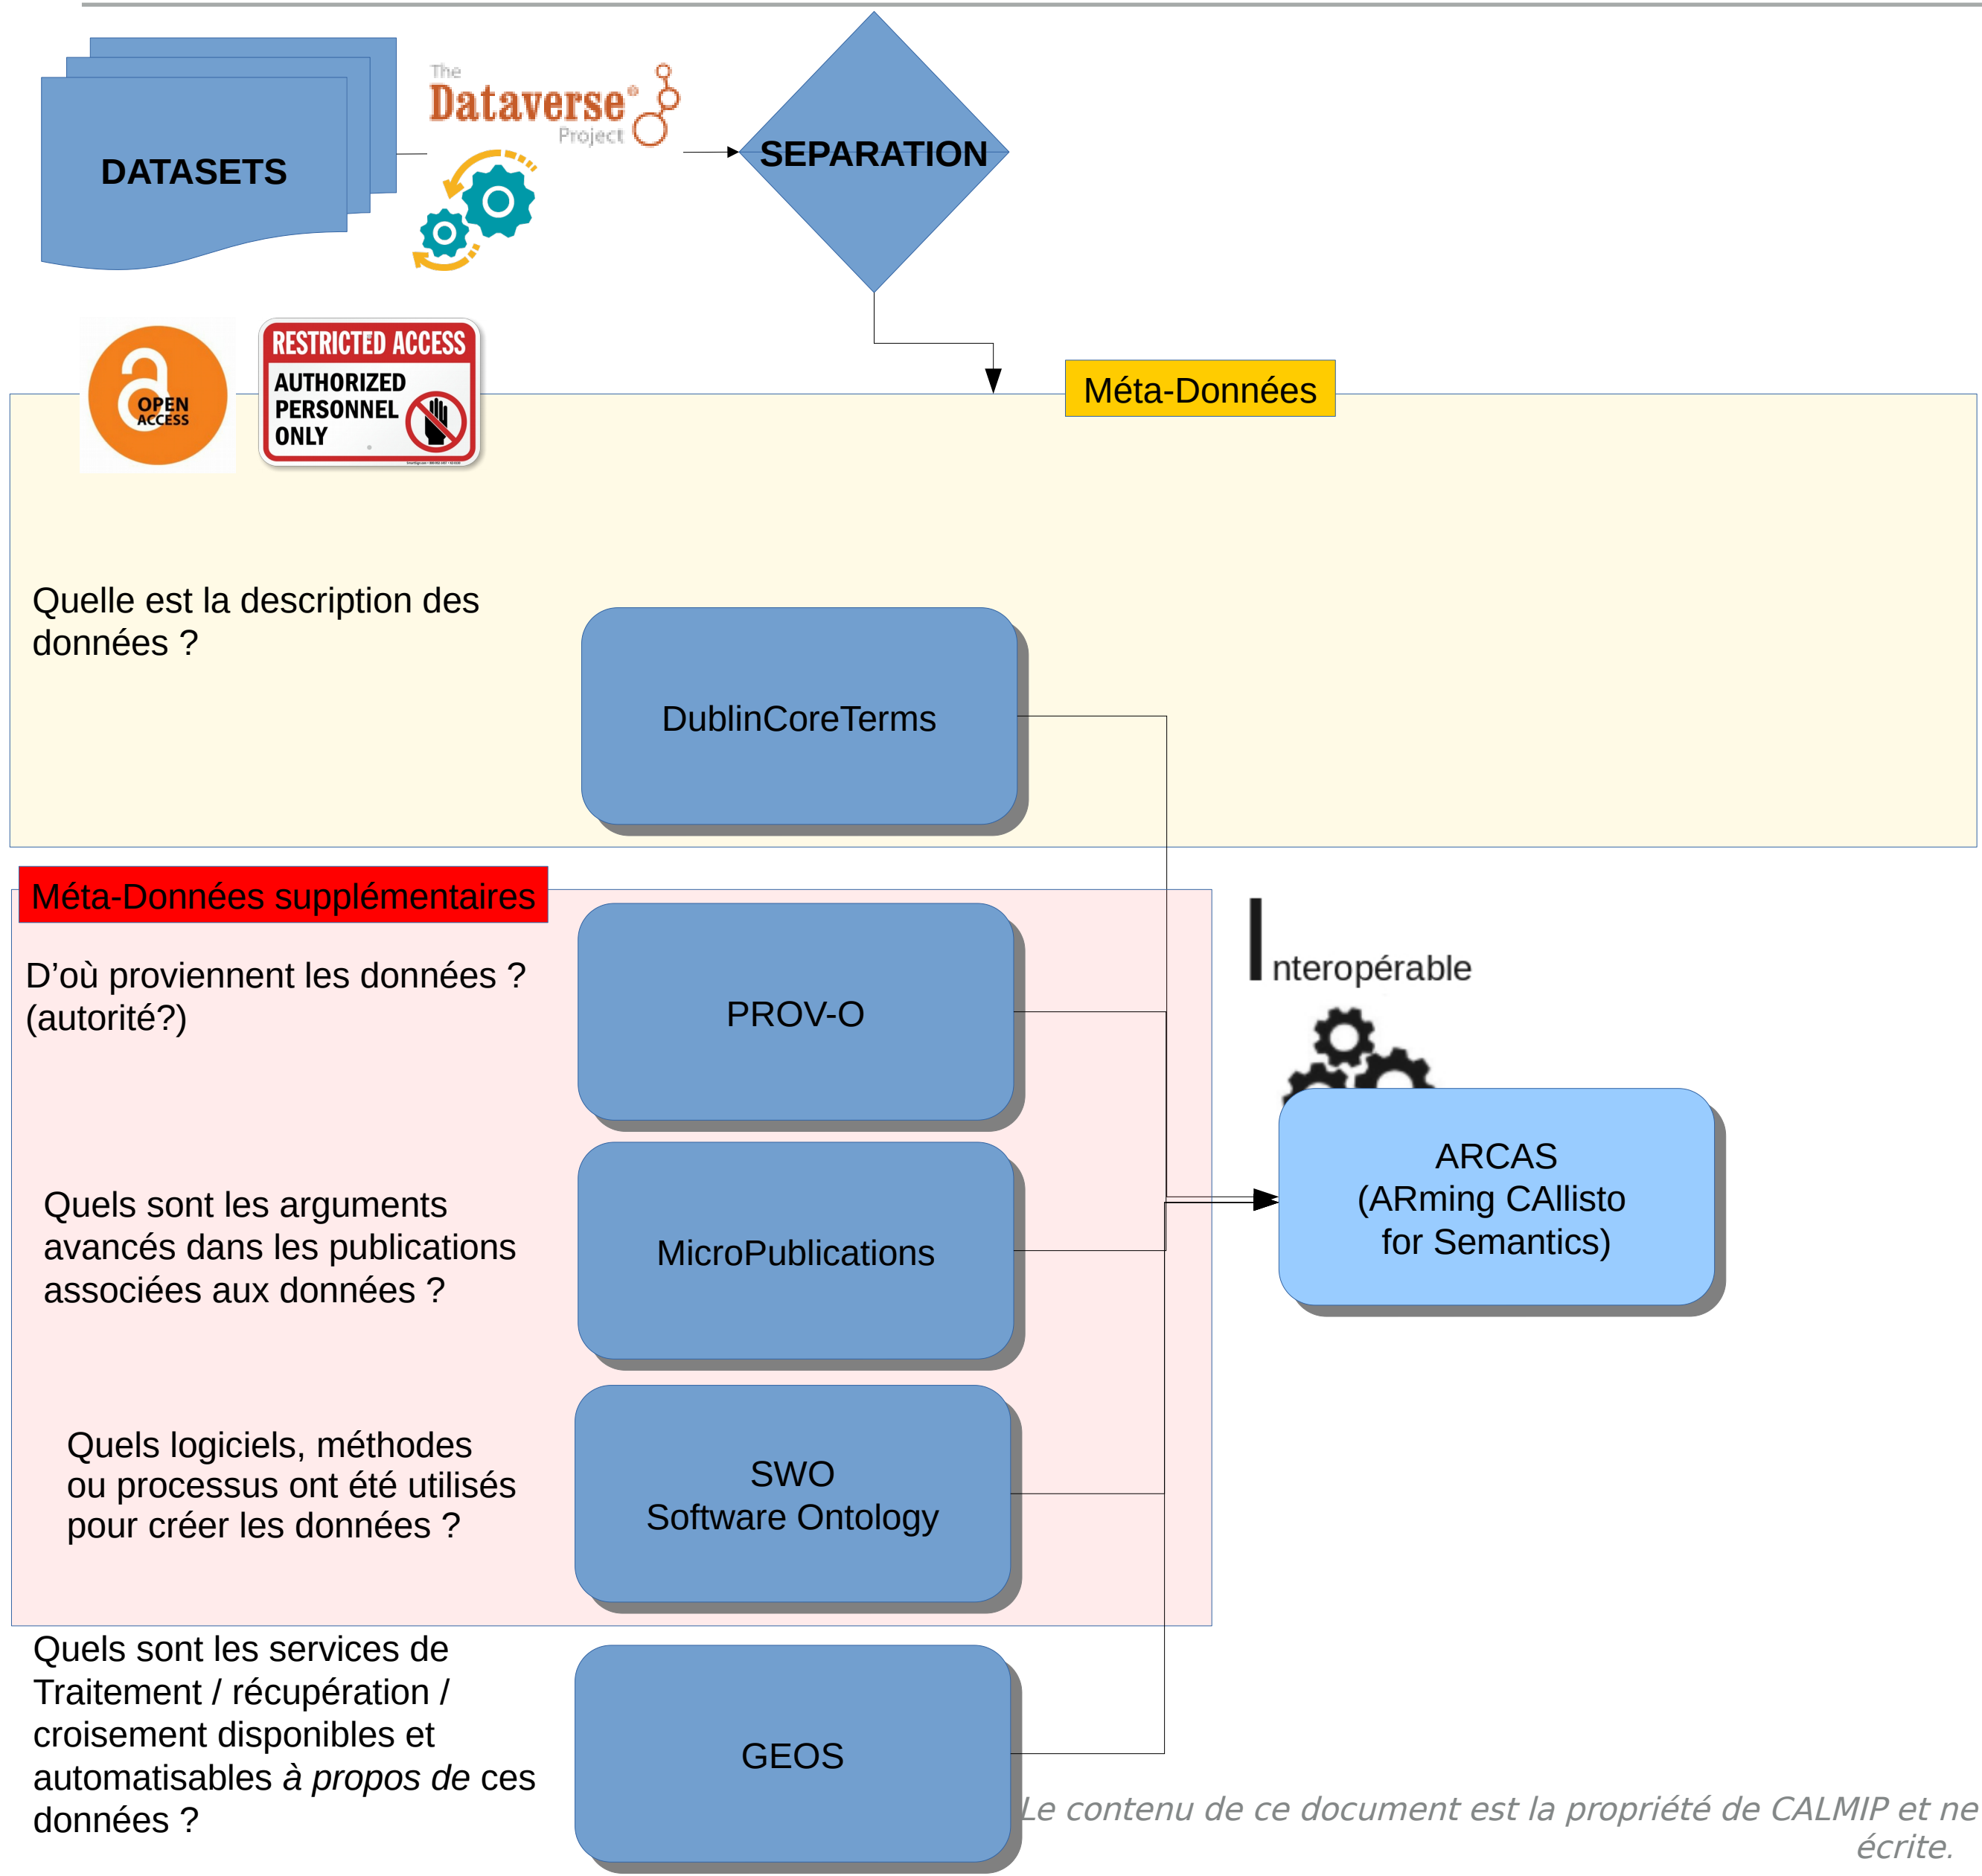 DATASETS
The
Dataverse
Project
SEPARATION
OPEN
ACCESS
RESTRICTED ACCESS
AUTHORIZED
PERSONNEL
ONLY
Méta-Données
Quelle est la description des
données ?
DublinCoreTerms
Méta-Données supplémentaires
D’où proviennent les données ?
(autorité?)
PROV-O
Interopérable
Quels sont les arguments
avancés dans les publications
associées aux données ?
MicroPublications
ARCAS
(ARming CAllisto
for Semantics)
Quels logiciels, méthodes
ou processus ont été utilisés
pour créer les données ?
SWO
Software Ontology
Quels sont les services de
Traitement / récupération /
croisement disponibles et
automatisables à propos de ces
données ?
GEOS
Le contenu de ce document est la propriété de CALMIP et ne
écrite.